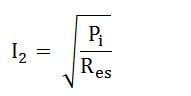 I₂ = √(Pᵢ / Rₑₛ)